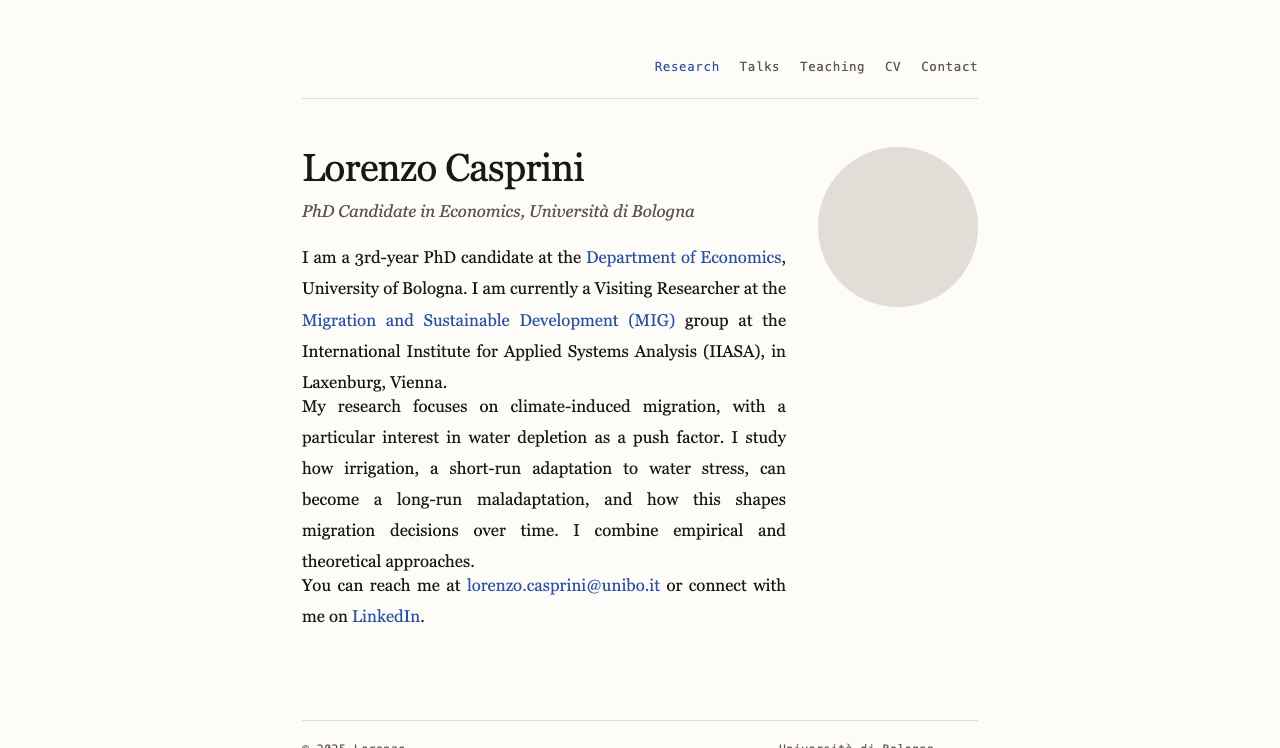 Research Talks Teaching CV Contact
Lorenzo Casprini
PhD Candidate in Economics, Università di Bologna
I am a 3rd-year PhD candidate at the Department of Economics,
University of Bologna. I am currently a Visiting Researcher at the
Migration and Sustainable Development (MIG) group at the
International Institute for Applied Systems Analysis (IIASA), in
Laxenburg, Vienna.
My research focuses on climate-induced migration, with a
particular interest in water depletion as a push factor. I study
how irrigation, a short-run adaptation to water stress, can
become a long-run maladaptation, and how this shapes
migration decisions over time. I combine empirical and
theoretical approaches.
You can reach me at lorenzo.casprini@unibo.it or connect with
me on LinkedIn.
© 2025 Lorenzo Università di Bologna